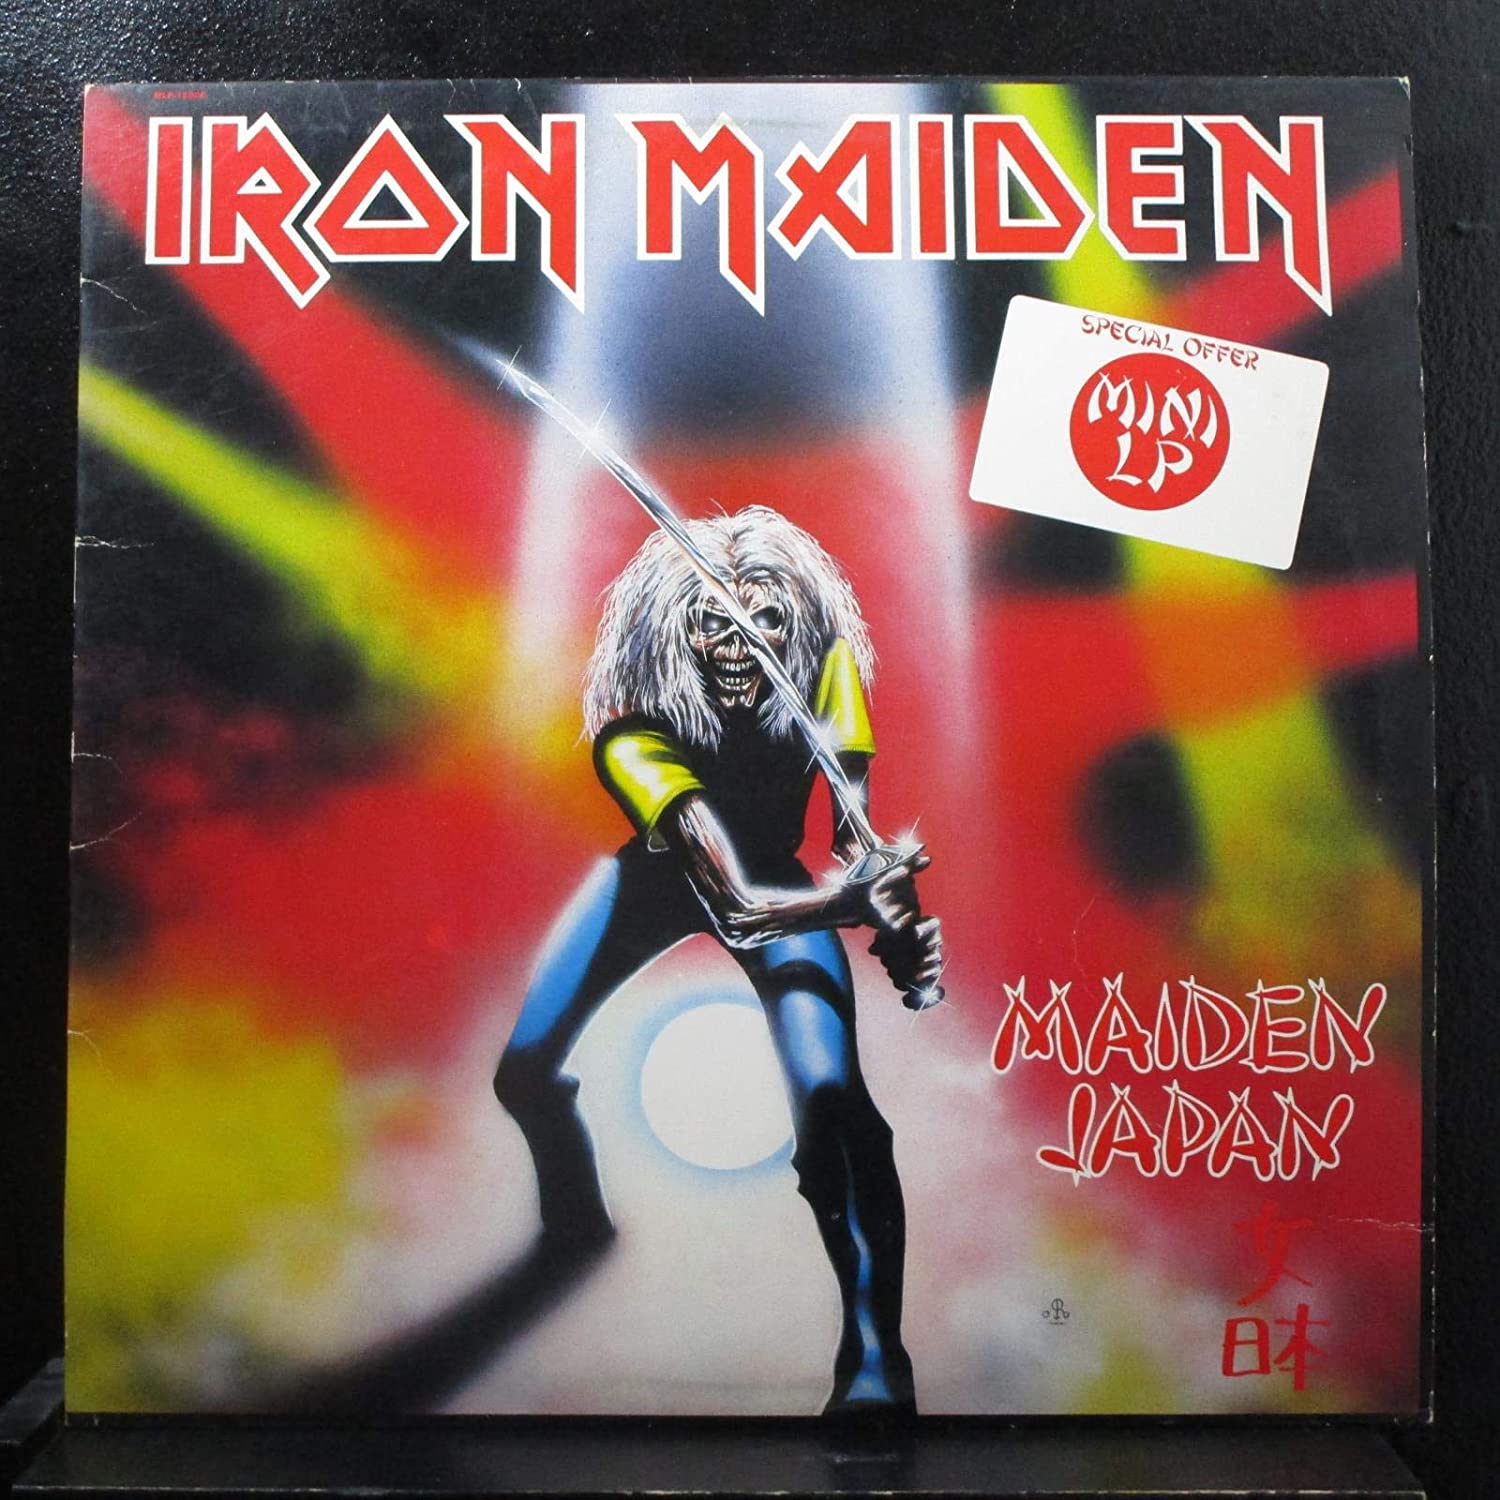 IRON MAIDEN
SPECIAL OFFER
MINI
LP
MAIDEN
JAPAN
女
日本